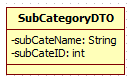 SubCategoryDTO
-subCateName: String
-subCateID: int